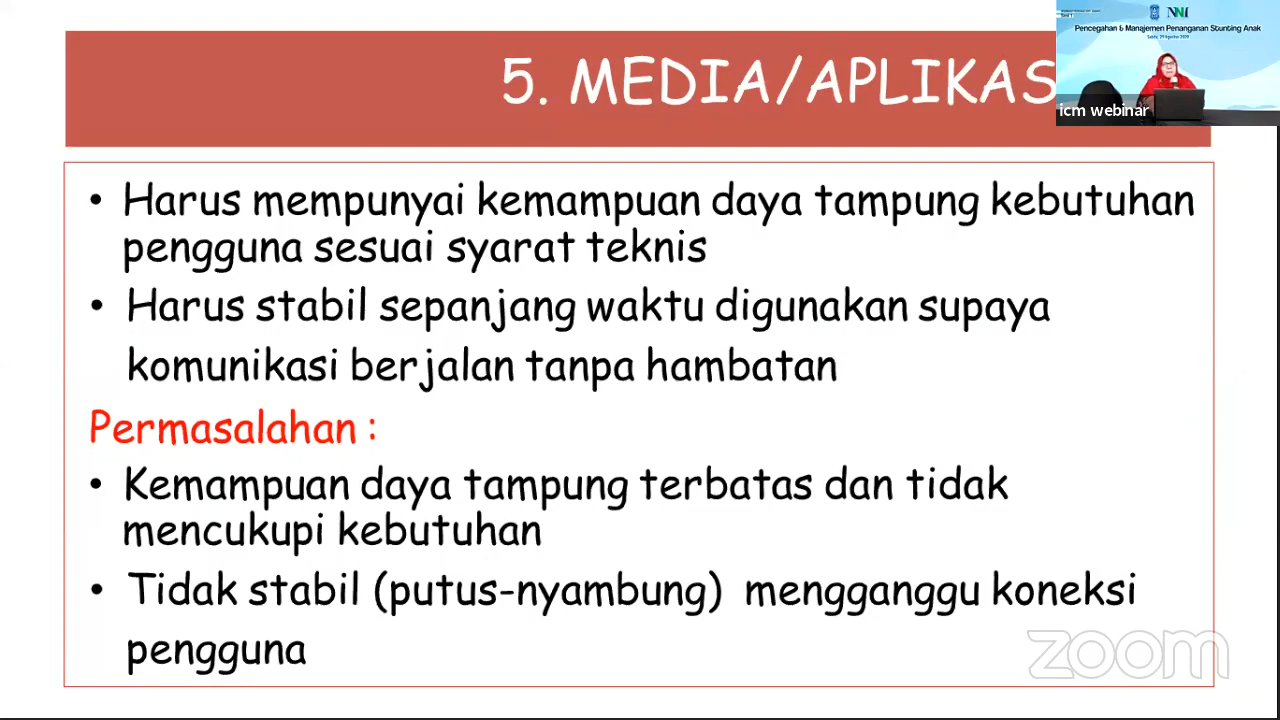 5. MEDIA/APLIKAS
NNI
Pencegahan & Manajemen Penanganan Stunting Anak
icm webinar
• Harus mempunyai kemampuan daya tampung kebutuhan
pengguna sesuai syarat teknis
• Harus stabil sepanjang waktu digunakan supaya
komunikasi berjalan tanpa hambatan
Permasalahan :
• Kemampuan daya tampung terbatas dan tidak
mencukupi kebutuhan
• Tidak stabil (putus-nyambung) mengganggu koneksi
pengguna
zoom